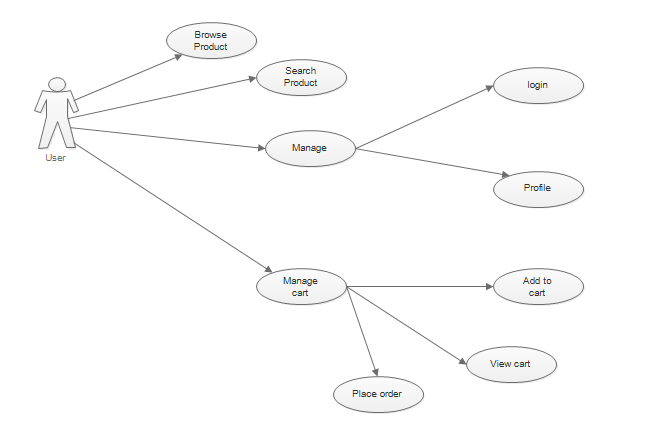 Browse
Product
Search
Product
login
User
Manage
Profile
Manage
cart
Add to
cart
View cart
Place order